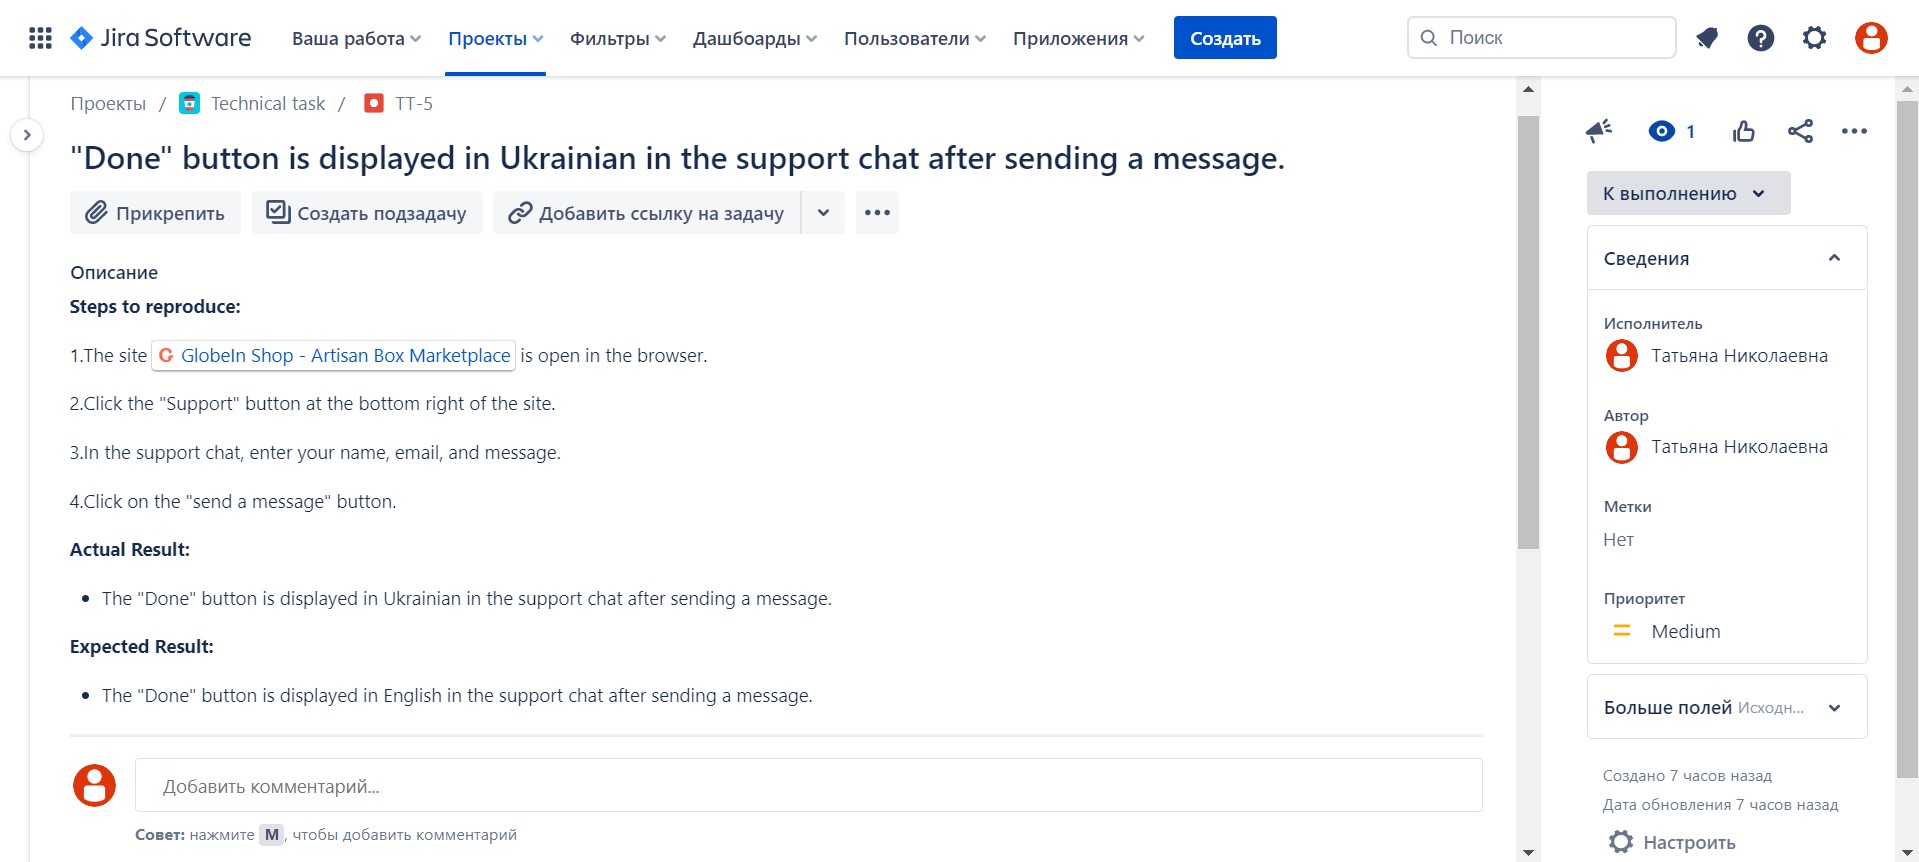 Jira Software Ваша работа Проекты Фильтры Дашборды Пользователи Приложения Создать Поиск
Проекты / Technical task / TT-5
"Done" button is displayed in Ukrainian in the support chat after sending a message.
Прикрепить Создать подзадачу Добавить ссылку на задачу
Описание
Steps to reproduce:
1.The site GlobeIn Shop - Artisan Box Marketplace is open in the browser.
2.Click the "Support" button at the bottom right of the site.
3.In the support chat, enter your name, email, and message.
4.Click on the "send a message" button.
Actual Result:
• The "Done" button is displayed in Ukrainian in the support chat after sending a message.
Expected Result:
• The "Done" button is displayed in English in the support chat after sending a message.
Добавить комментарий...
Совет: нажмите M, чтобы добавить комментарий
1
К выполнению
Сведения
Исполнитель
Татьяна Николаевна
Автор
Татьяна Николаевна
Метки
Нет
Приоритет
Medium
Больше полей Исходн...
Создано 7 часов назад
Дата обновления 7 часов назад
Настроить